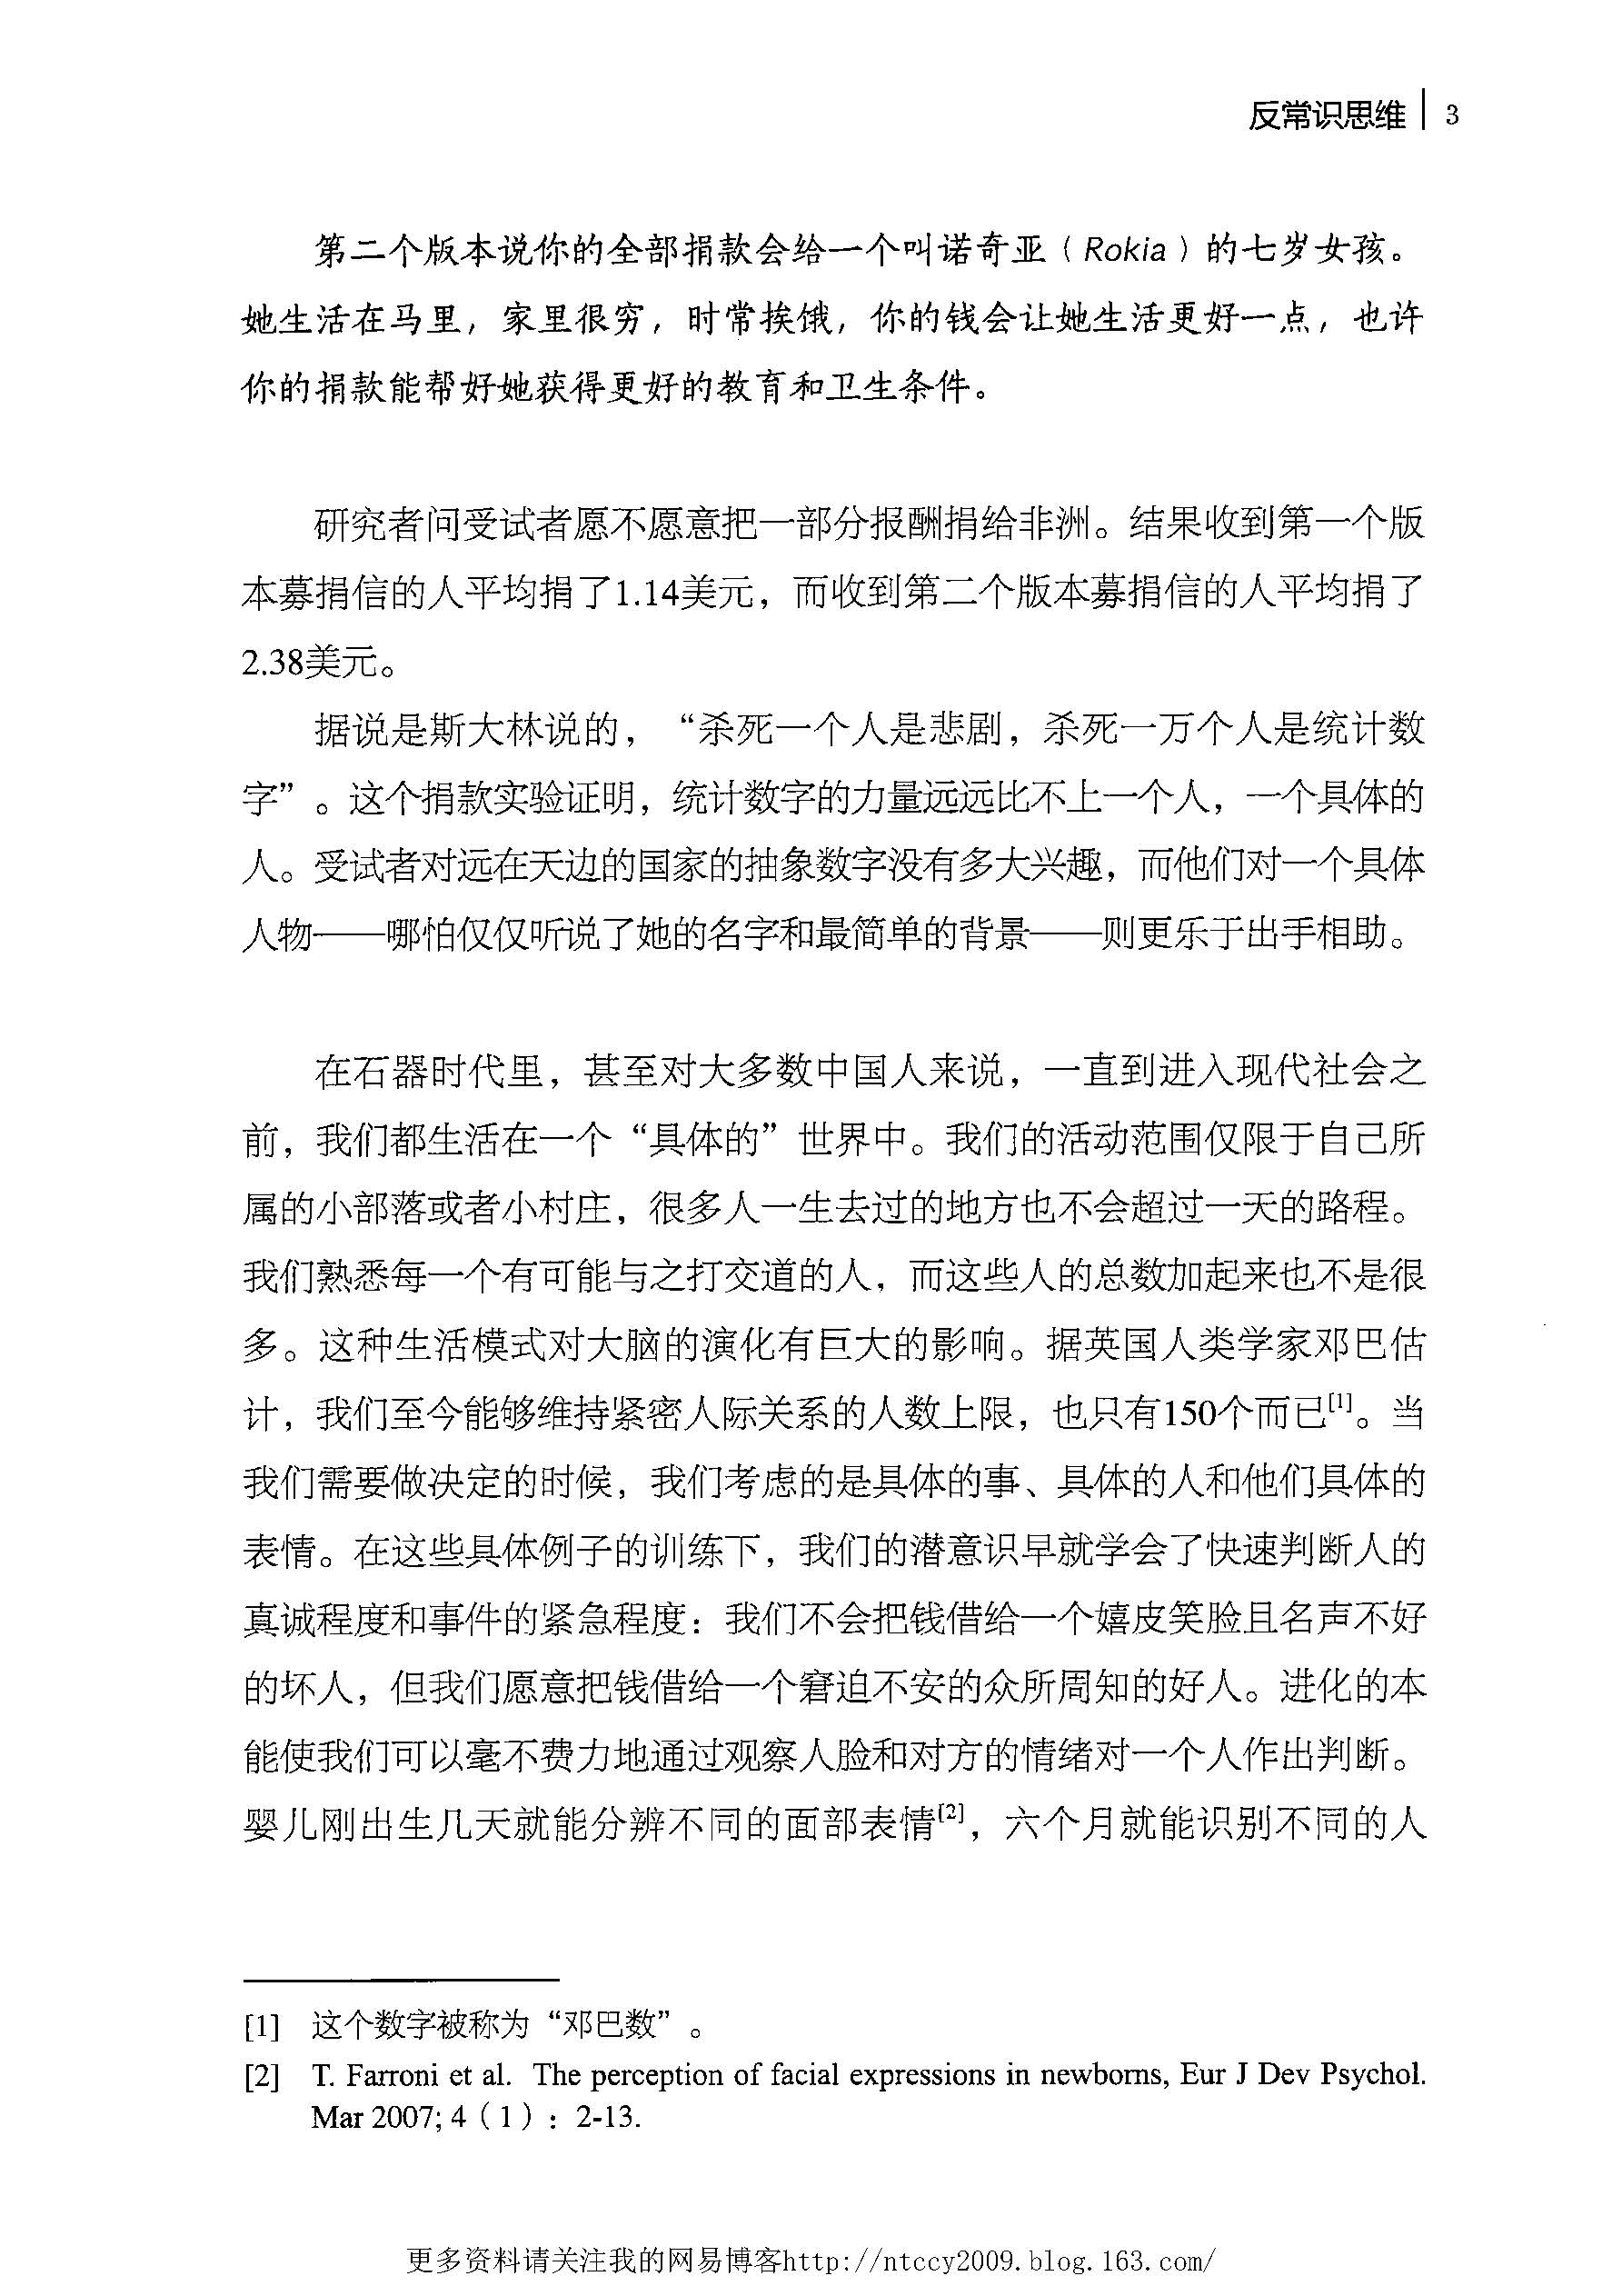 反常识思维 3
第二个版本说你的全部捐款会给一个叫诺奇亚（Rokia）的七岁女孩。
她生活在马里，家里很穷，时常挨饿，你的钱会让她生活更好一点，也许
你的捐款能帮好她获得更好的教育和卫生条件。
研究者问受试者愿不愿意把一部分报酬捐给非洲。结果收到第一个版
本募捐信的人平均捐了1.14美元，而收到第二个版本募捐信的人平均捐了
2.38美元。
据说是斯大林说的，“杀死一个人是悲剧，杀死一万个人是统计数
字”。这个捐款实验证明，统计数字的力量远远比不上一个人，一个具体的
人。受试者对远在天边的国家的抽象数字没有多大兴趣，而他们对一个具体
人物——哪怕仅仅听说了她的名字和最简单的背景——则更乐于出手相助。
在石器时代里，甚至对大多数中国人来说，一直到进入现代社会之
前，我们都生活在一个“具体的”世界中。我们的活动范围仅限于自己所
属的小部落或者小村庄，很多人一生去过的地方也不会超过一天的路程。
我们熟悉每一个有可能与之打交道的人，而这些人的总数加起来也不是很
多。这种生活模式对大脑的演化有巨大的影响。据英国人类学家邓巴估
计，我们至今能够维持紧密人际关系的人数上限，也只有150个而已[1]。当
我们需要做决定的时候，我们考虑的是具体的事、具体的人和他们具体的
表情。在这些具体例子的训练下，我们的潜意识早就学会了快速判断人的
真诚程度和事件的紧急程度：我们不会把钱借给一个嬉皮笑脸且名声不好
的坏人，但我们愿意把钱借给一个窘迫不安的众所周知的好人。进化的本
能使我们可以毫不费力地通过观察人脸和对方的情绪对一个人作出判断。
婴儿刚出生几天就能分辨不同的面部表情[2]，六个月就能识别不同的人
[1] 这个数字被称为“邓巴数”。
[2] T. Farroni et al. The perception of facial expressions in newborns, Eur J Dev Psychol.
Mar 2007; 4（1）：2-13.
更多资料请关注我的网易博客http://ntccy2009.blog.163.com/